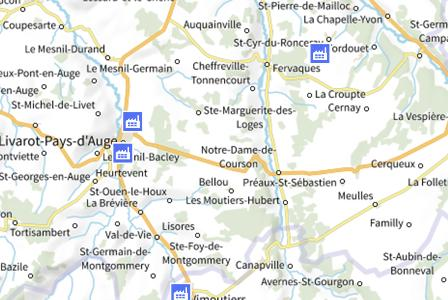 St-Pierre-de-Mailloc
La Chapelle-Yvon
Coupesarte
Auquainville
St-Germ
Camp
St-Cyr-du-Ronceray
Le Mesnil-Durand
Le Mesnil-Germain
Cheffreville-
Tonnencourt
Fervaques
La Croupte
Cernay
St-Michel-de-Livet
Ste-Marguerite-des-
Loges
La Vespière-
Livarot-Pays-d'Auge
Notre-Dame-de-
Courson
Cerqueux
St-Georges-en-Auge
Heurtevent
Bellou
Préaux-St-Sébastien
La Follet
St-Ouen-le-Houx
Les Moutiers-Hubert
Meulles
La Brévière
Tortisambert
Lisores
Familly
Val-de-Vie
Ste-Foy-de-
Montgommery
St-Germain-de-
Montgommery
St-Aubin-de-
Bonneval
Canapville
Bazile
Avernes-St-Gourgon